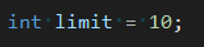 int limit = 10;